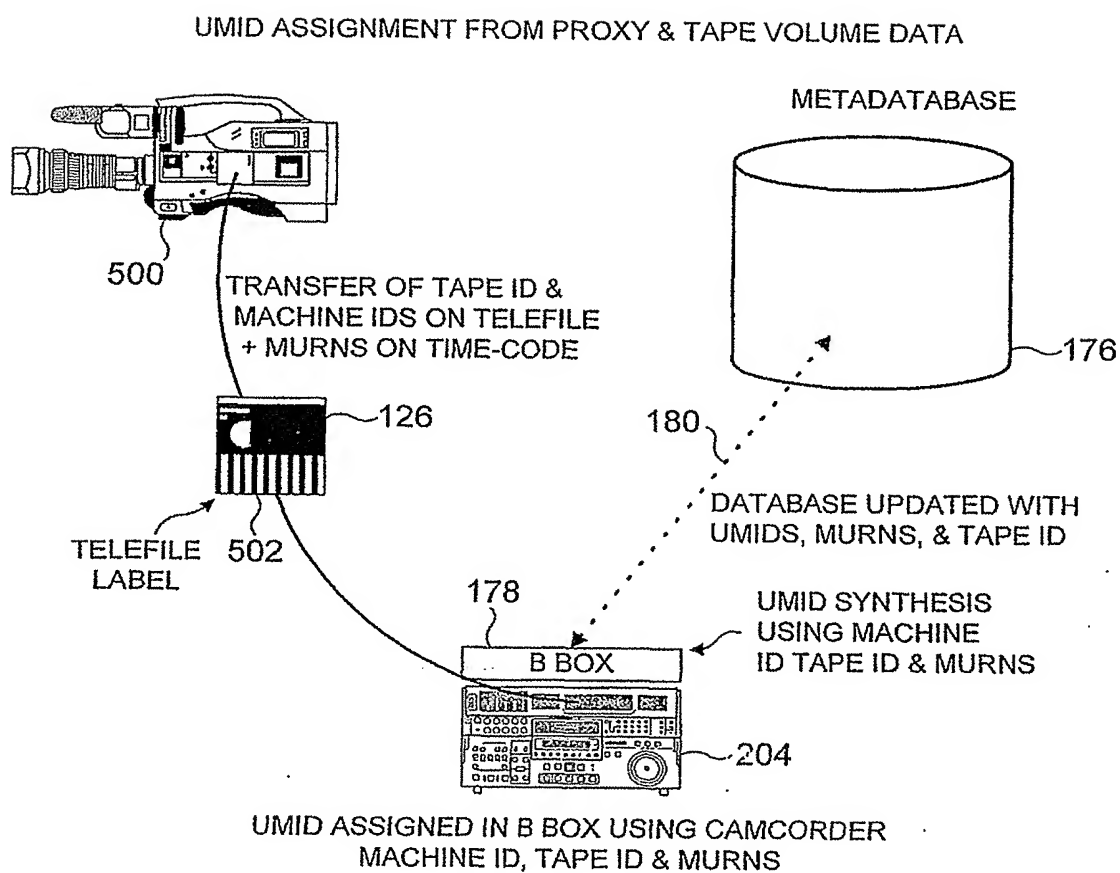 UMID ASSIGNMENT FROM PROXY & TAPE VOLUME DATA
METADATABASE
500
TRANSFER OF TAPE ID &
MACHINE IDS ON TELEFILE
+ MURNS ON TIME-CODE
176
126
180
DATABASE UPDATED WITH
UMIDS, MURNS, & TAPE ID
TELEFILE
LABEL
502
178
UMID SYNTHESIS
USING MACHINE
ID TAPE ID & MURNS
B BOX
204
UMID ASSIGNED IN B BOX USING CAMCORDER
MACHINE ID, TAPE ID & MURNS